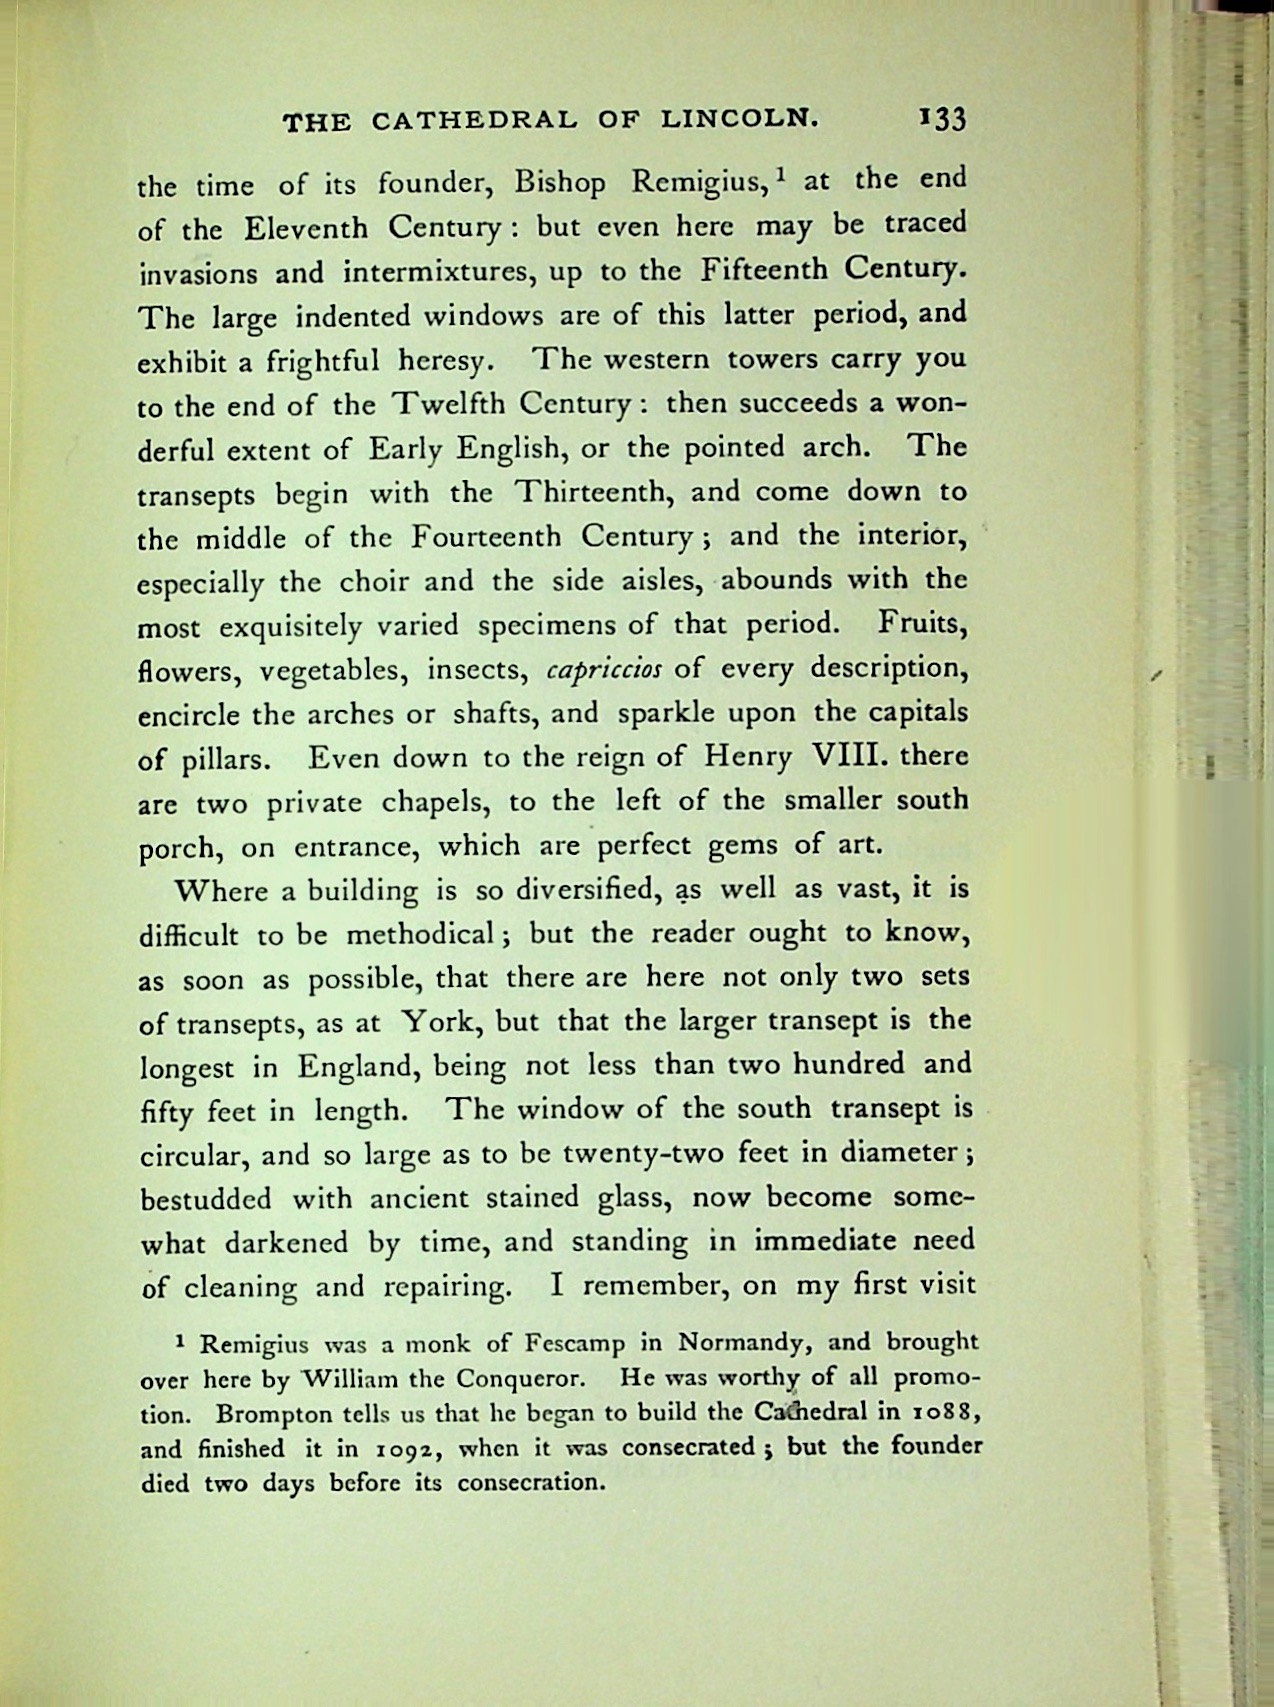 THE CATHEDRAL OF LINCOLN. 133
the time of its founder, Bishop Remigius,¹ at the end
of the Eleventh Century : but even here may be traced
invasions and intermixtures, up to the Fifteenth Century.
The large indented windows are of this latter period, and
exhibit a frightful heresy. The western towers carry you
to the end of the Twelfth Century : then succeeds a won-
derful extent of Early English, or the pointed arch. The
transepts begin with the Thirteenth, and come down to
the middle of the Fourteenth Century ; and the interior,
especially the choir and the side aisles, abounds with the
most exquisitely varied specimens of that period. Fruits,
flowers, vegetables, insects, capriccios of every description,
encircle the arches or shafts, and sparkle upon the capitals
of pillars. Even down to the reign of Henry VIII. there
are two private chapels, to the left of the smaller south
porch, on entrance, which are perfect gems of art.
Where a building is so diversified, as well as vast, it is
difficult to be methodical ; but the reader ought to know,
as soon as possible, that there are here not only two sets
of transepts, as at York, but that the larger transept is the
longest in England, being not less than two hundred and
fifty feet in length. The window of the south transept is
circular, and so large as to be twenty-two feet in diameter ;
bestudded with ancient stained glass, now become some-
what darkened by time, and standing in immediate need
of cleaning and repairing. I remember, on my first visit
¹ Remigius was a monk of Fescamp in Normandy, and brought
over here by William the Conqueror. He was worthy of all promo-
tion. Brompton tells us that he began to build the Cathedral in 1088,
and finished it in 1092, when it was consecrated ; but the founder
died two days before its consecration.